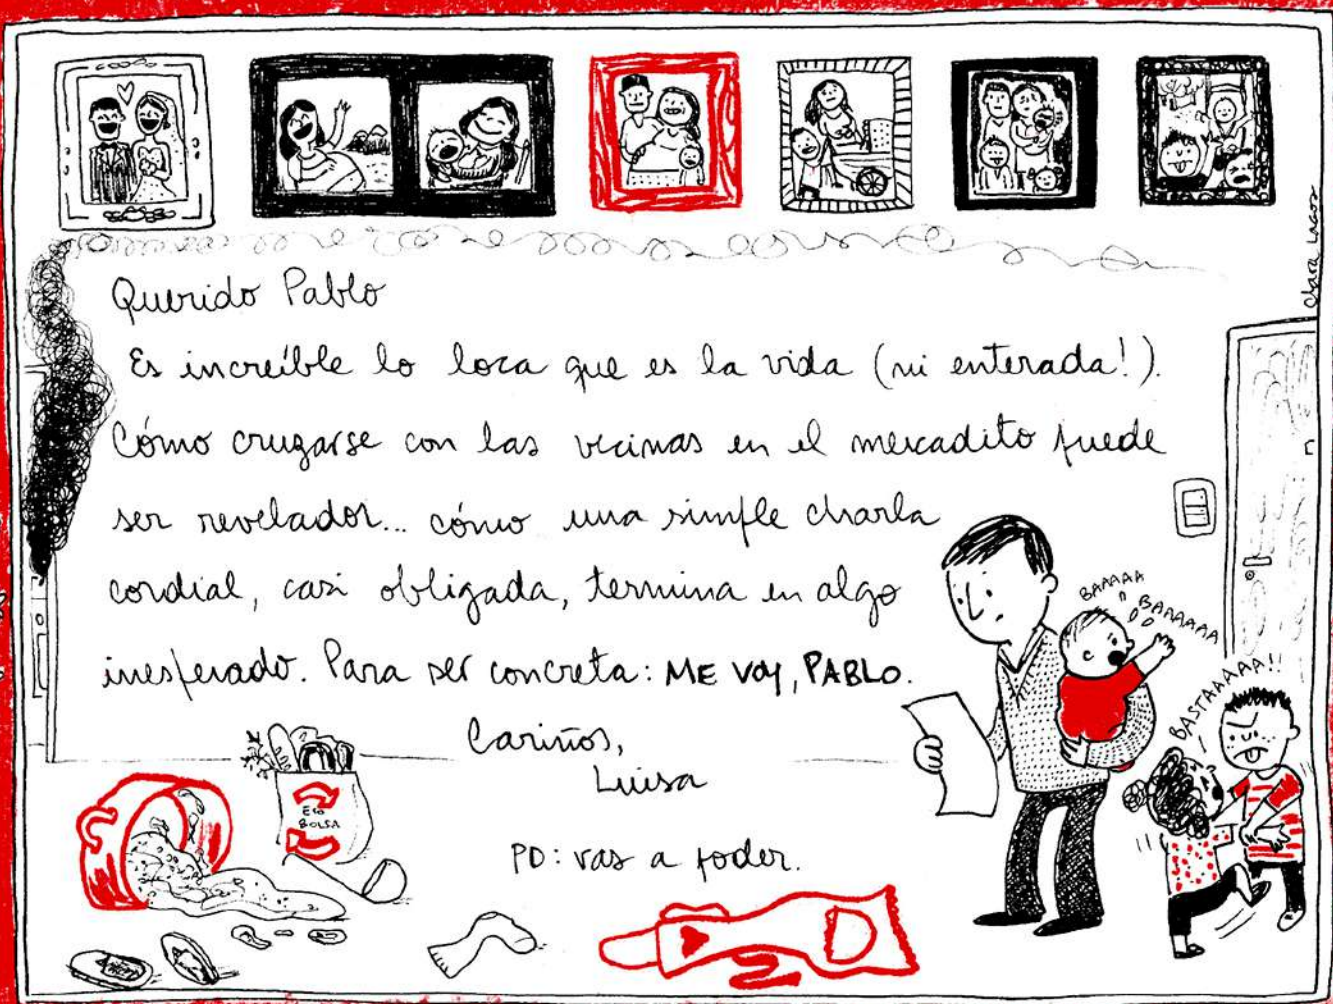 Querido Pablo
Es increíble lo loca que es la vida (ni enterada!).
Cómo cruzarse con las vecinas en el mercadito puede
ser revelador... cómo una simple charla
cordial, casi obligada, termina en algo
inesperado. Para ser concreta: ME VOY, PABLO.
Cariños,
Luisa
PD: vas a poder.
BAAAAA
BAAAAAA
BASTAAAAAA!!
ECO
BOLSA